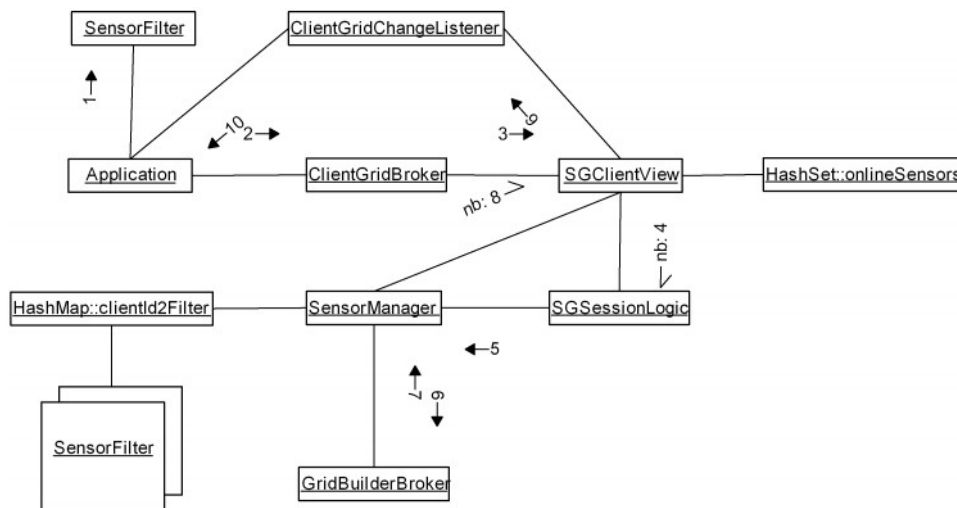 SensorFilter
ClientGridChangeListener
1
10
2
3
9
Application
ClientGridBroker
SGClientView
HashSet::onlineSensors
nb: 8
nb: 4
HashMap::clientId2Filter
SensorManager
SGSessionLogic
5
7
6
SensorFilter
GridBuilderBroker